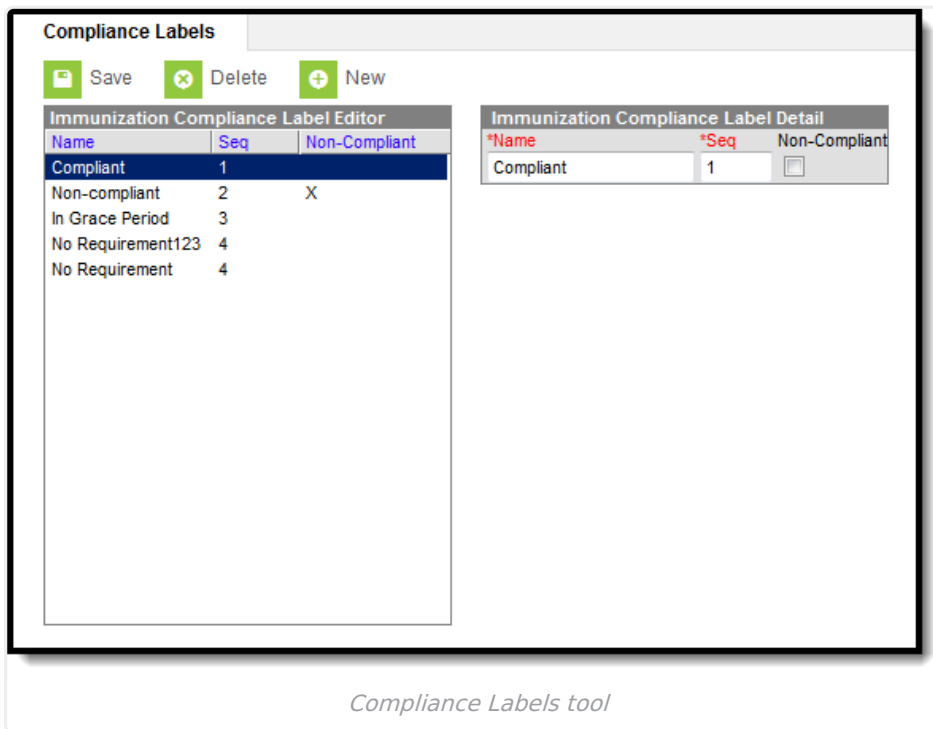 Compliance Labels
Save Delete New
Immunization Compliance Label Editor
Name Seq Non-Compliant
Compliant 1
Non-compliant 2 X
In Grace Period 3
No Requirement123 4
No Requirement 4
Immunization Compliance Label Detail
*Name *Seq Non-Compliant
Compliant 1
Compliance Labels tool